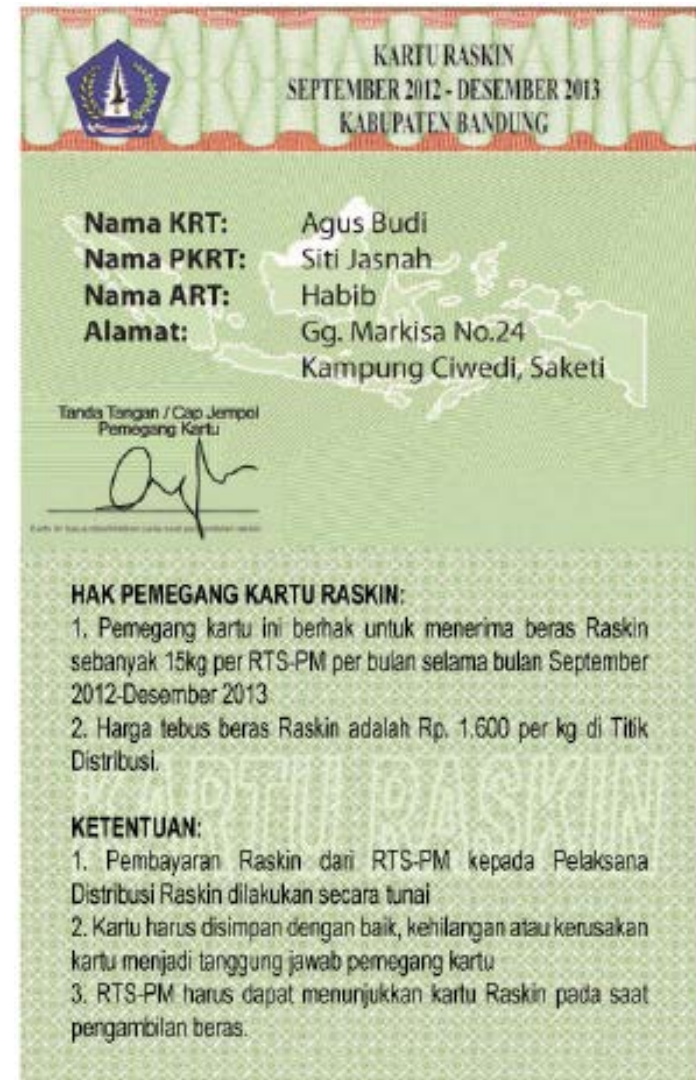 KARTU RASKIN
SEPTEMBER 2012 - DESEMBER 2013
KABUPATEN BANDUNG
Nama KRT: Agus Budi
Nama PKRT: Siti Jasnah
Nama ART: Habib
Alamat: Gg. Markisa No.24
Kampung Ciwedi, Saketi
Tanda Tangan / Cap Jempol
Pemegang Kartu
HAK PEMEGANG KARTU RASKIN:
1. Pemegang kartu ini berhak untuk menerima beras Raskin
sebanyak 15kg per RTS-PM per bulan selama bulan September
2012-Desember 2013
2. Harga tebus beras Raskin adalah Rp. 1.600 per kg di Titik
Distribusi.
KARTU RASKIN
KETENTUAN:
1. Pembayaran Raskin dari RTS-PM kepada Pelaksana
Distribusi Raskin dilakukan secara tunai
2. Kartu harus disimpan dengan baik, kehilangan atau kerusakan
kartu menjadi tanggung jawab pemegang kartu
3. RTS-PM harus dapat menunjukkan kartu Raskin pada saat
pengambilan beras.